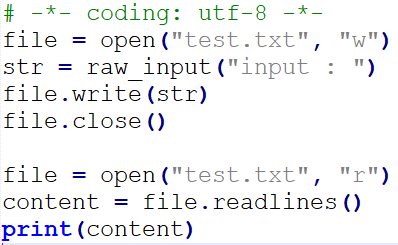 # -*- coding: utf-8 -*-
file = open("test.txt", "w")
str = raw_input("input : ")
file.write(str)
file.close()

file = open("test.txt", "r")
content = file.readlines()
print(content)